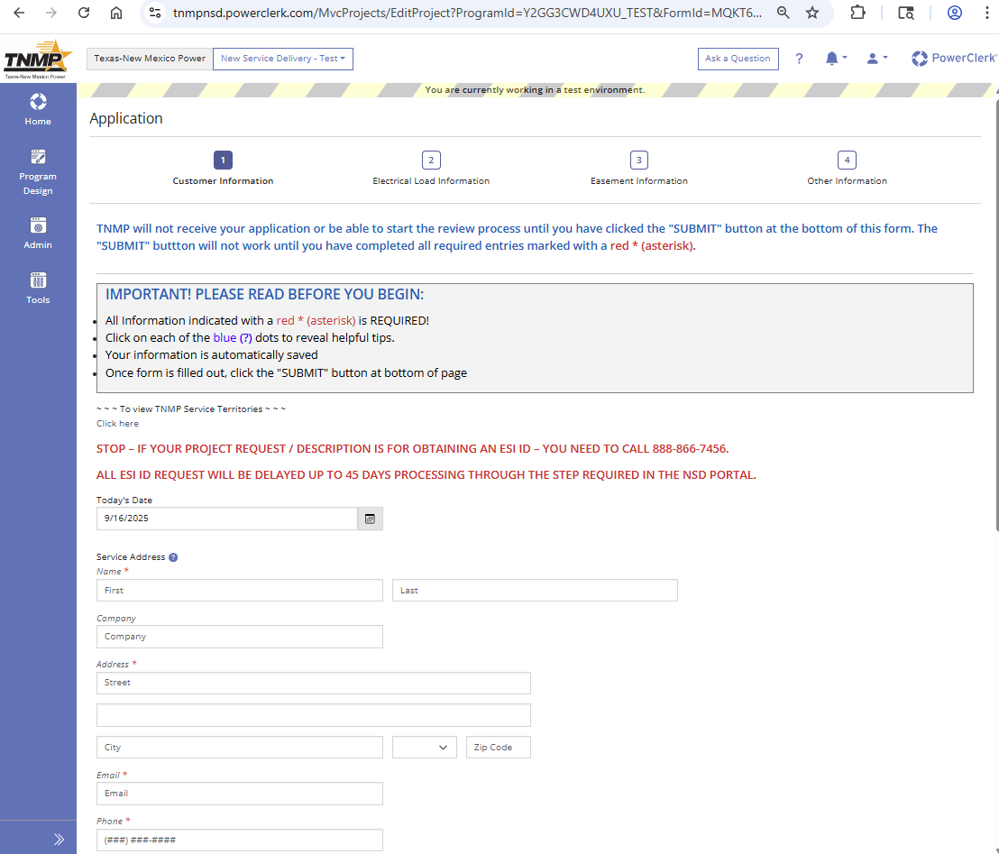 tnmpnsd.powerclerk.com/MvcProjects/EditProject?ProgramId=Y2GG3CWD4UXU_TEST&FormId=MQKT6...
TNMP
Texas-New Mexico Power
Texas-New Mexico Power
New Service Delivery - Test
Ask a Question
?
PowerClerk
You are currently working in a test environment.
Home
Program
Design
Admin
Tools
Application
1
2
3
4
Customer Information
Electrical Load Information
Easement Information
Other Information
TNMP will not receive your application or be able to start the review process until you have clicked the "SUBMIT" button at the bottom of this form. The
"SUBMIT" buttton will not work until you have completed all required entries marked with a red * (asterisk).
IMPORTANT! PLEASE READ BEFORE YOU BEGIN:
All Information indicated with a red * (asterisk) is REQUIRED!
Click on each of the blue (?) dots to reveal helpful tips.
Your information is automatically saved
Once form is filled out, click the "SUBMIT" button at bottom of page
~ ~ ~ To view TNMP Service Territories ~ ~ ~
Click here
STOP – IF YOUR PROJECT REQUEST / DESCRIPTION IS FOR OBTAINING AN ESI ID – YOU NEED TO CALL 888-866-7456.
ALL ESI ID REQUEST WILL BE DELAYED UP TO 45 DAYS PROCESSING THROUGH THE STEP REQUIRED IN THE NSD PORTAL.
Today's Date
9/16/2025
Service Address ?
Name *
First
Last
Company
Company
Address *
Street
City
Zip Code
Email *
Email
Phone *
(###) ###-####